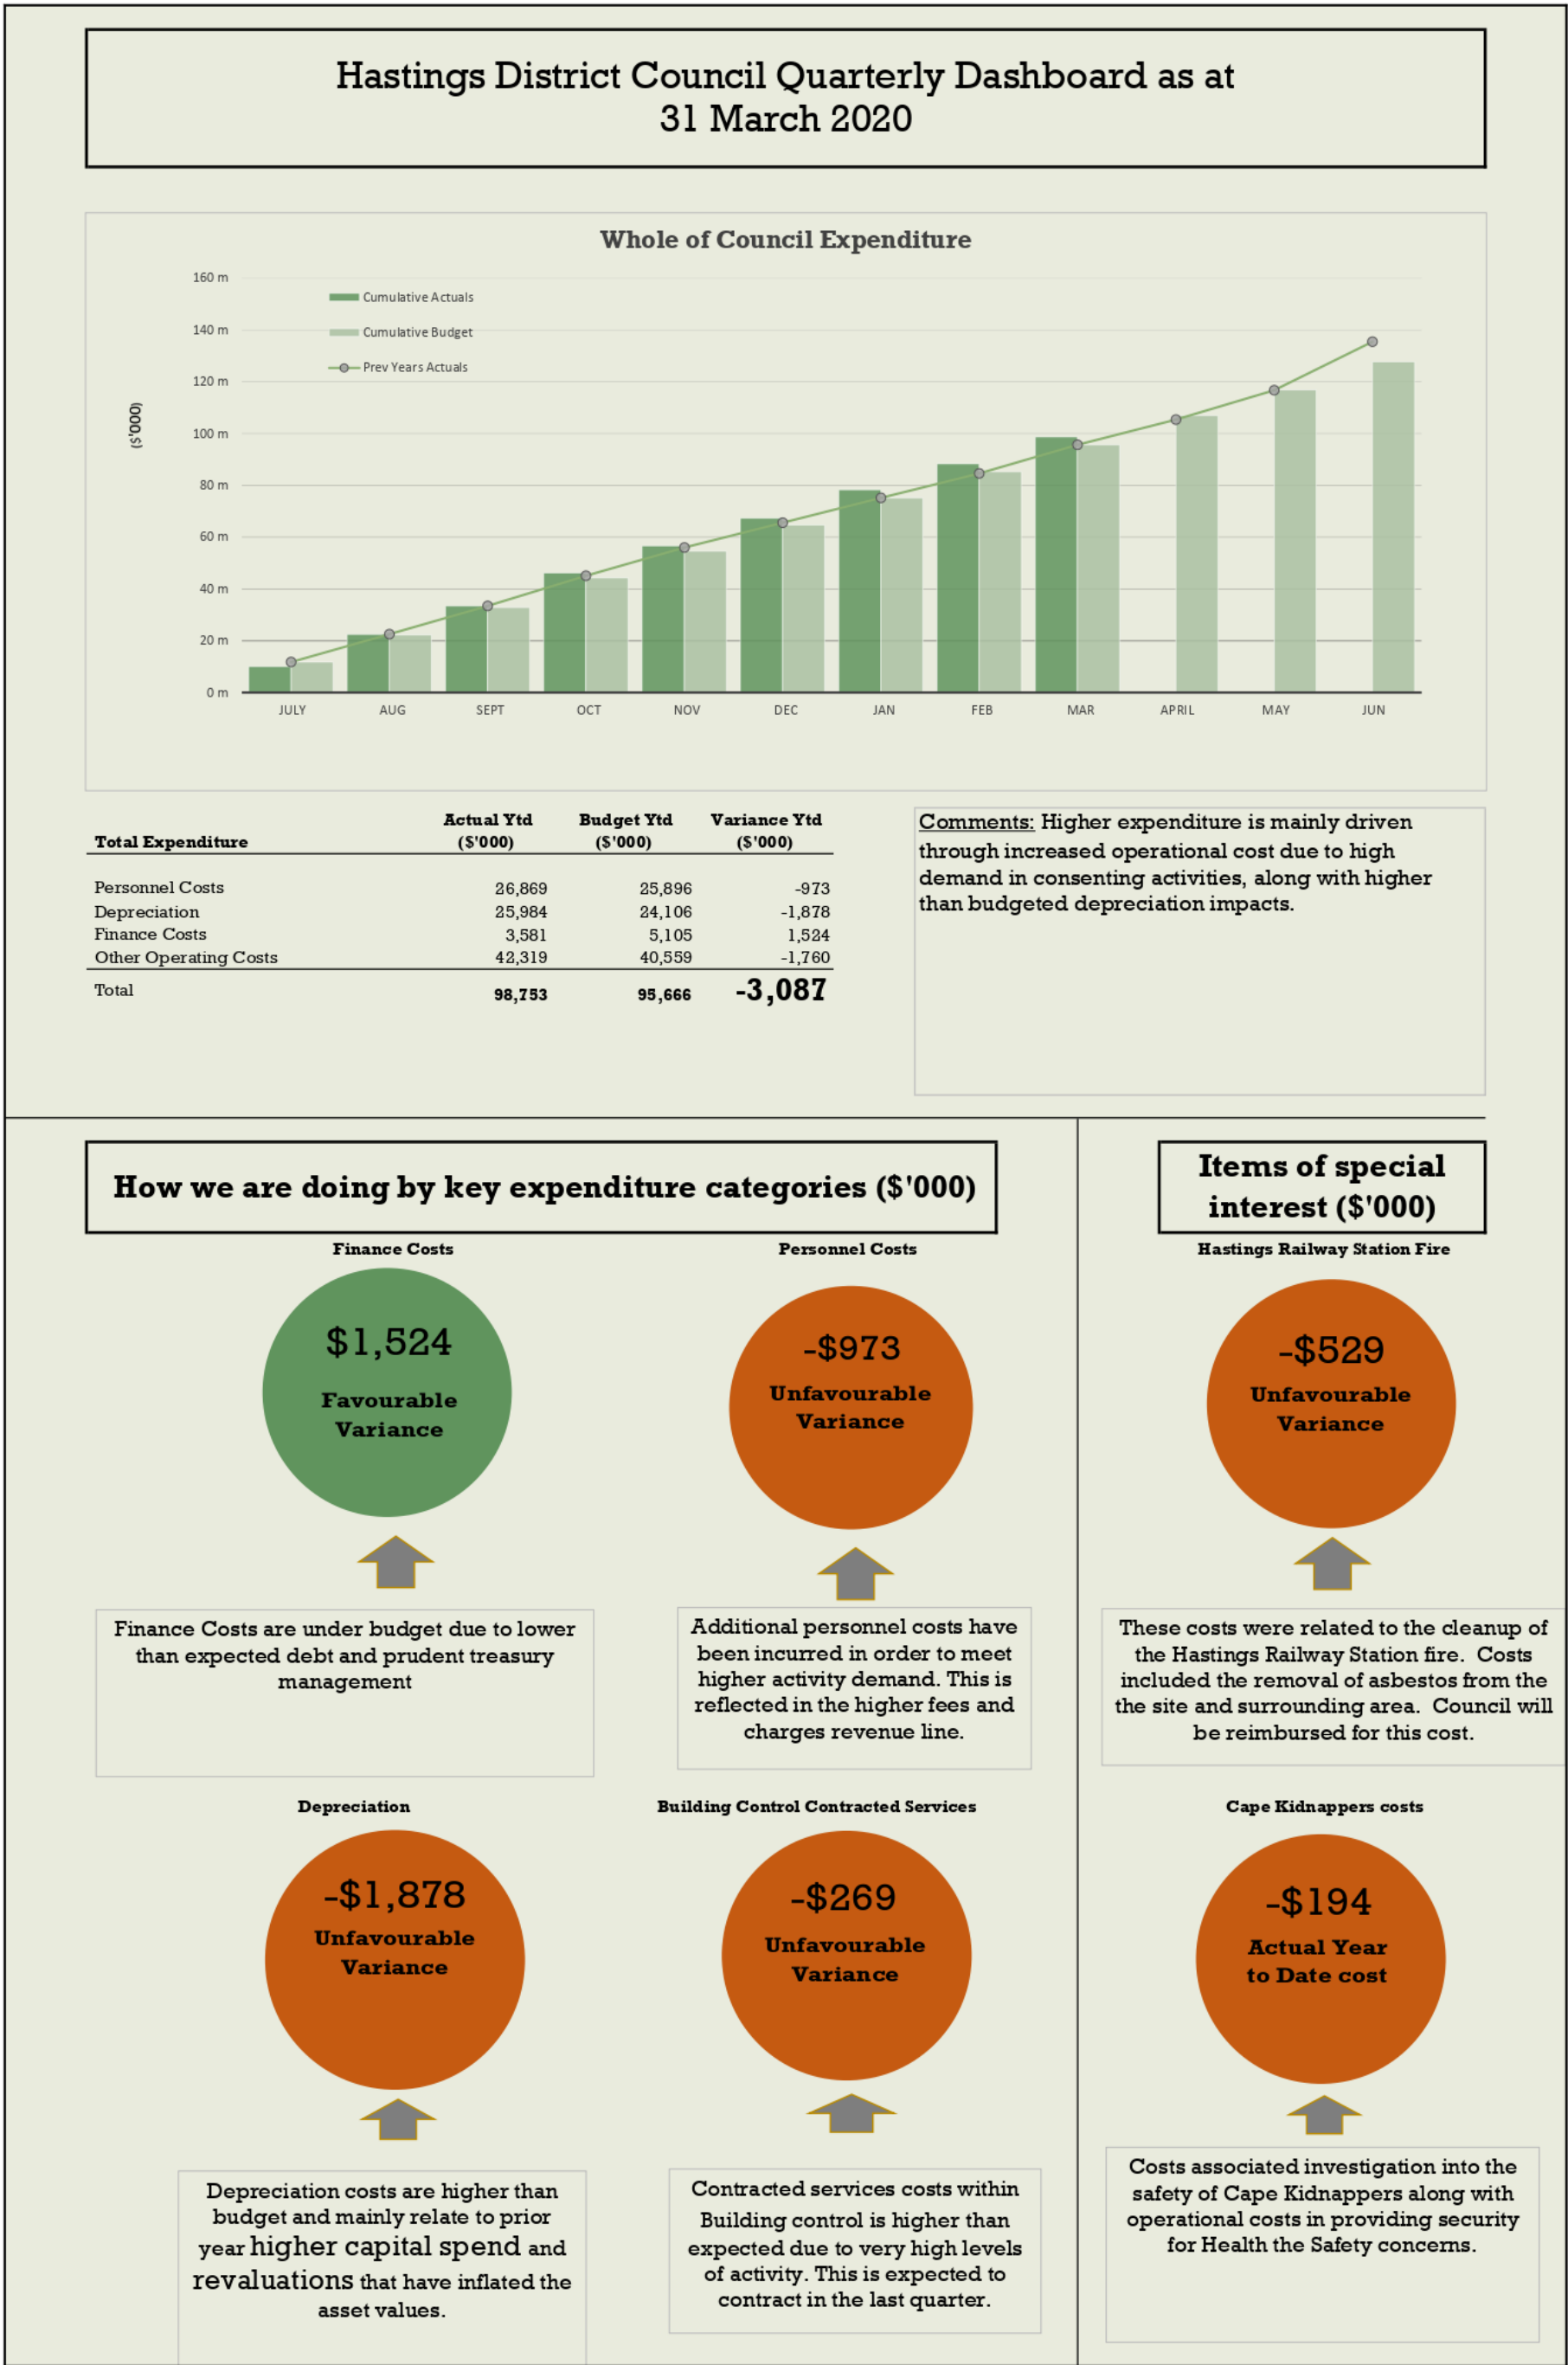 Hastings District Council Quarterly Dashboard as at
31 March 2020
Whole of Council Expenditure
160 m
140 m
120 m
100 m
80 m
60 m
40 m
20 m
0 m
($'000)
Cumulative Actuals
Cumulative Budget
Prev Years Actuals
JULY AUG SEPT OCT NOV DEC JAN FEB MAR APRIL MAY JUN
Actual Ytd Budget Ytd Variance Ytd
Total Expenditure ($'000) ($'000) ($'000)
Personnel Costs 26,869 25,896 -973
Depreciation 25,984 24,106 -1,878
Finance Costs 3,581 5,105 1,524
Other Operating Costs 42,319 40,559 -1,760
Total 98,753 95,666 -3,087
Comments: Higher expenditure is mainly driven
through increased operational cost due to high
demand in consenting activities, along with higher
than budgeted depreciation impacts.
How we are doing by key expenditure categories ($'000)
Items of special
interest ($'000)
Finance Costs
$1,524
Favourable
Variance
Finance Costs are under budget due to lower
than expected debt and prudent treasury
management
Personnel Costs
-$973
Unfavourable
Variance
Additional personnel costs have
been incurred in order to meet
higher activity demand. This is
reflected in the higher fees and
charges revenue line.
Hastings Railway Station Fire
-$529
Unfavourable
Variance
These costs were related to the cleanup of
the Hastings Railway Station fire.  Costs
included the removal of asbestos from the
the site and surrounding area.  Council will
be reimbursed for this cost.
Depreciation
-$1,878
Unfavourable
Variance
Depreciation costs are higher than
budget and mainly relate to prior
year higher capital spend and
revaluations that have inflated the
asset values.
Building Control Contracted Services
-$269
Unfavourable
Variance
Contracted services costs within
Building control is higher than
expected due to very high levels
of activity. This is expected to
contract in the last quarter.
Cape Kidnappers costs
-$194
Actual Year
to Date cost
Costs associated investigation into the
safety of Cape Kidnappers along with
operational costs in providing security
for Health the Safety concerns.